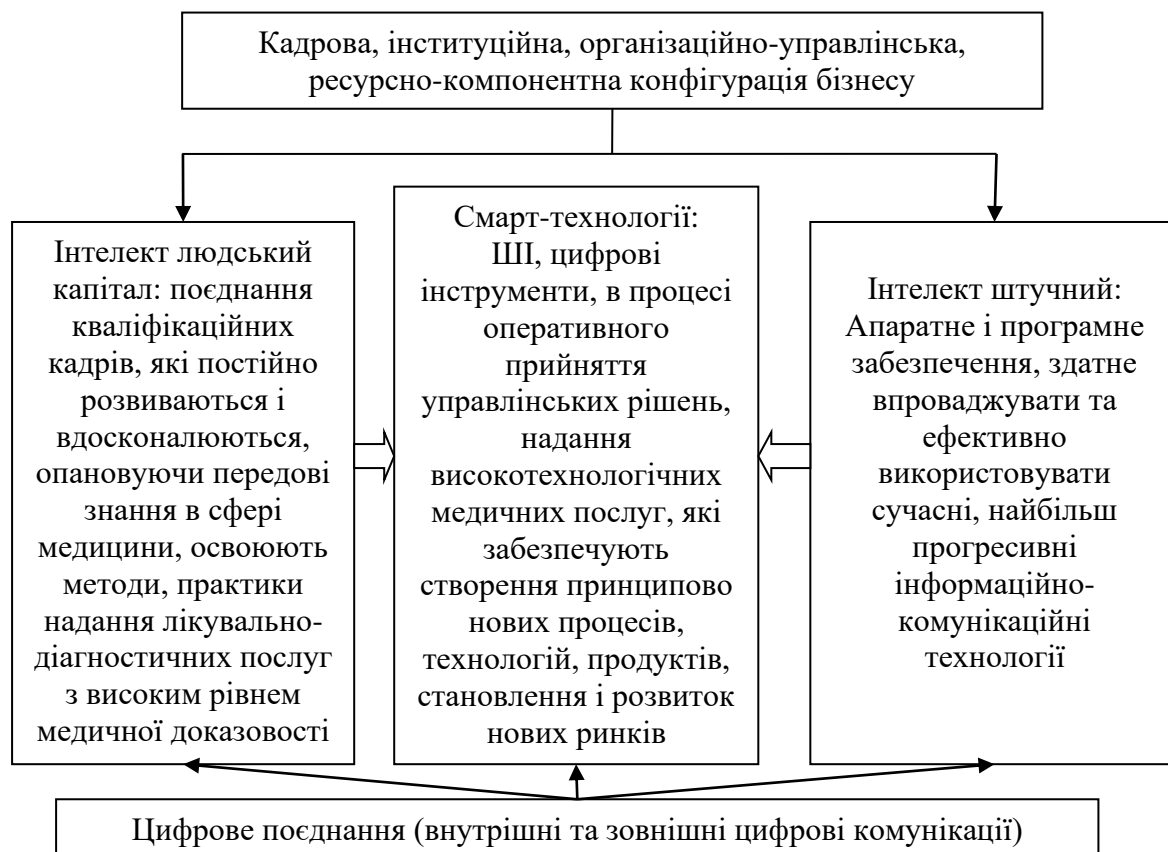 Кадрова, інституційна, організаційно-управлінська,
ресурсно-компонентна конфігурація бізнесу
Інтелект людський
капітал: поєднання
кваліфікаційних
кадрів, які постійно
розвиваються і
вдосконалюються,
опановуючи передові
знання в сфері
медицини, освоюють
методи, практики
надання лікувально-
діагностичних послуг
з високим рівнем
медичної доказовості
Смарт-технології:
ШІ, цифрові
інструменти, в процесі
оперативного
прийняття
управлінських рішень,
надання
високотехнологічних
медичних послуг, які
забезпечують
створення принципово
нових процесів,
технологій, продуктів,
становлення і розвиток
нових ринків
Інтелект штучний:
Апаратне і програмне
забезпечення, здатне
впроваджувати та
ефективно
використовувати
сучасні, найбільш
прогресивні
інформаційно-
комунікаційні
технології
Цифрове поєднання (внутрішні та зовнішні цифрові комунікації)